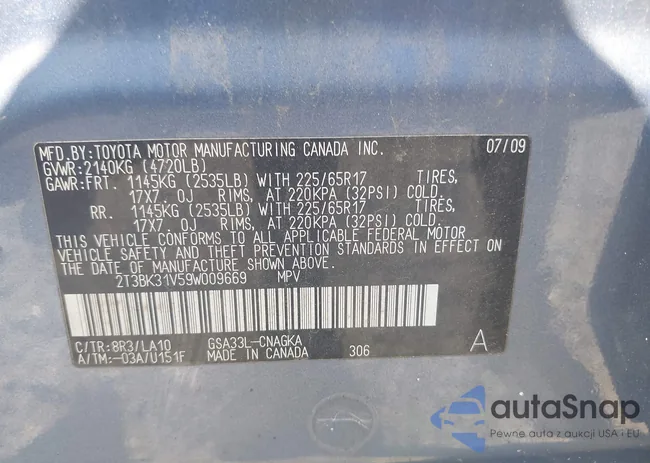 MFD.BY:TOYOTA MOTOR MANUFACTURING CANADA INC. 07/09
GVWR:2140KG (4720LB)
GAWR:FRT. 1145KG (2535LB) WITH 225/65R17 TIRES,
17X7. 0J RIMS, AT 220KPA (32PSI) COLD.
RR. 1145KG (2535LB) WITH 225/65R17 TIRES,
17X7. 0J RIMS, AT 220KPA (32PSI) COLD.
THIS VEHICLE CONFORMS TO ALL APPLICABLE FEDERAL MOTOR
VEHICLE SAFETY AND THEFT PREVENTION STANDARDS IN EFFECT ON
THE DATE OF MANUFACTURE SHOWN ABOVE.
2T3BK31V59W009669 MPV
C/TR:8R3/LA10 GSA33L-CNAGKA A
A/TM:-03A/U151F MADE IN CANADA 306
autaSnap
Pewne auta z aukcji USA i EU